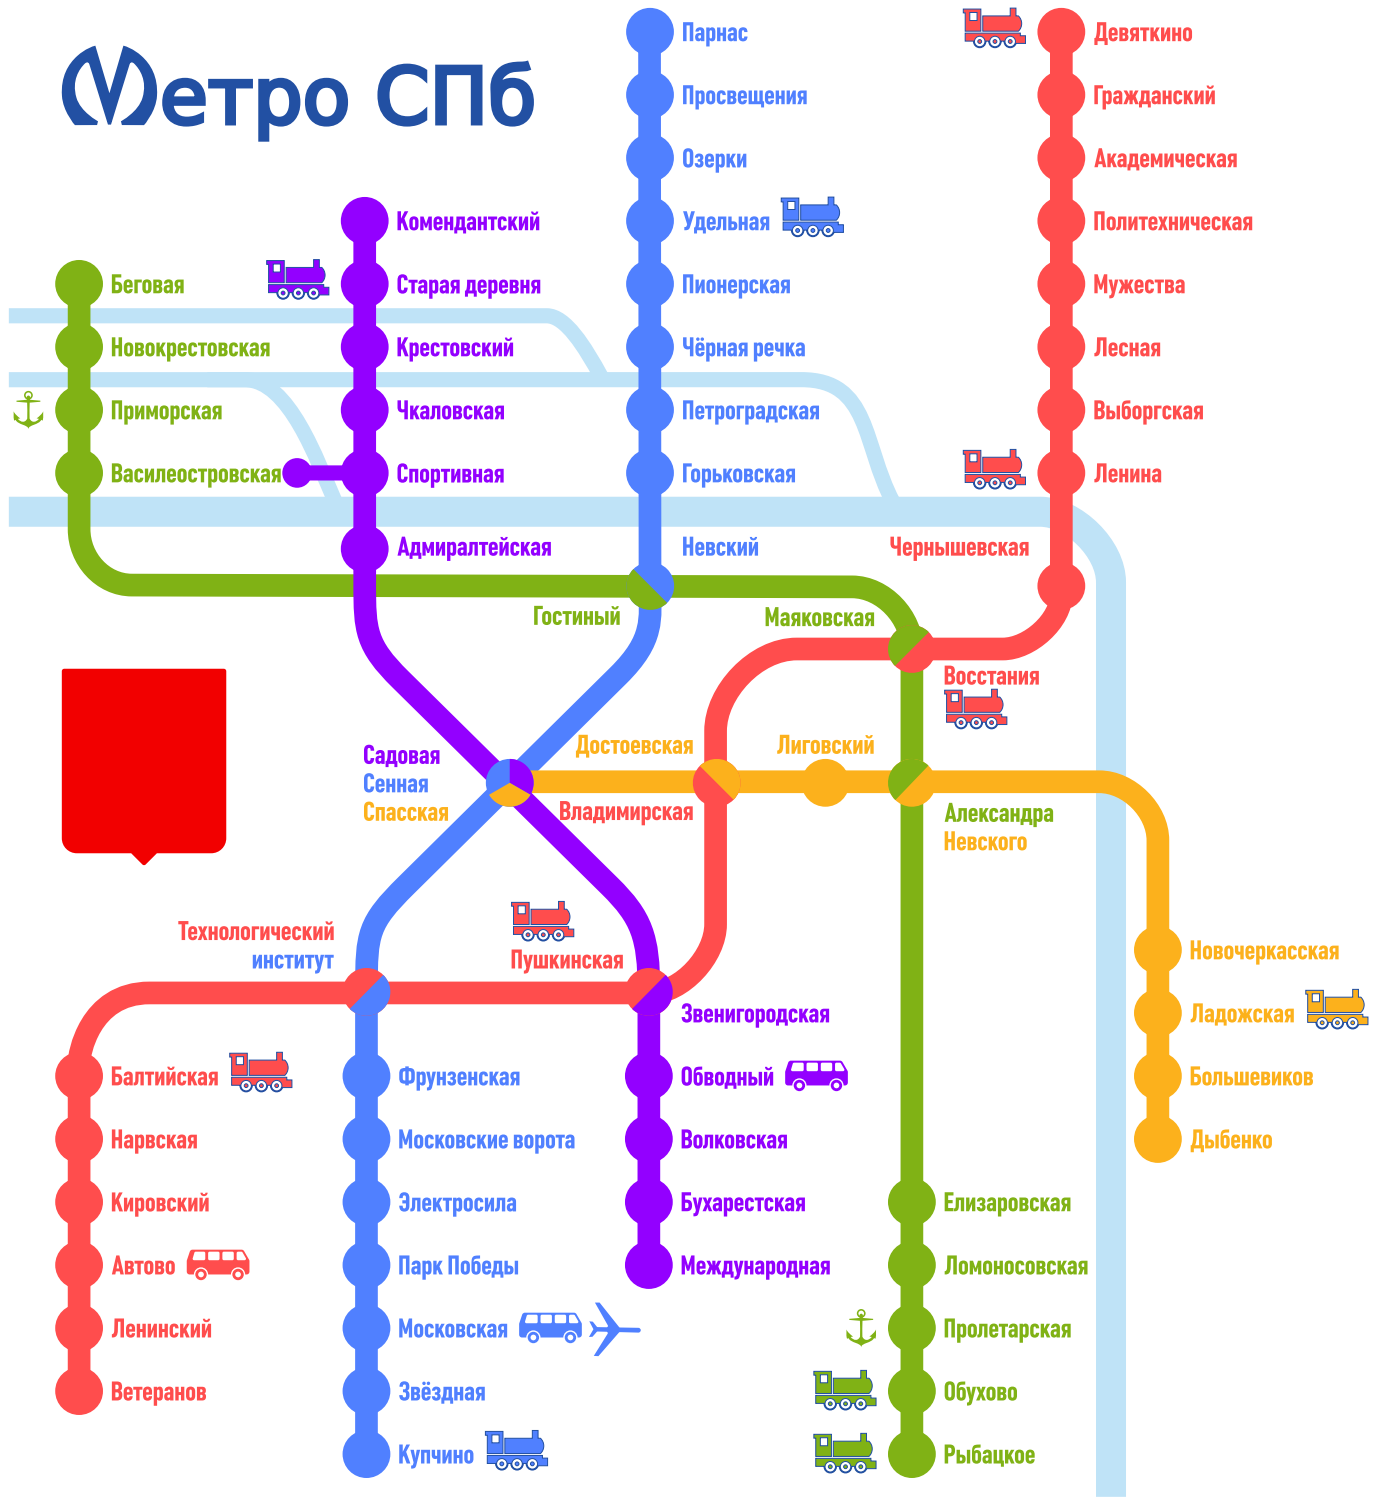 Метро СПб
Парнас
Просвещения
Озерки
Удельная
Пионерская
Чёрная речка
Петроградская
Горьковская
Невский
Девяткино
Гражданский
Академическая
Политехническая
Мужества
Лесная
Выборгская
Ленина
Чернышевская
Комендантский
Старая деревня
Крестовский
Чкаловская
Спортивная
Адмиралтейская
Беговая
Новокрестовская
Приморская
Василеостровская
Гостиный
Маяковская
Восстания
Достоевская
Лиговский
Садовая
Сенная
Спасская
Владимирская
Александра
Невского
Технологический
институт
Пушкинская
Звенигородская
Новочеркасская
Ладожская
Большевиков
Дыбенко
Балтийская
Нарвская
Кировский
Автово
Ленинский
Ветеранов
Фрунзенская
Московские ворота
Электросила
Парк Победы
Московская
Звёздная
Купчино
Обводный
Волковская
Бухарестская
Международная
Елизаровская
Ломоносовская
Пролетарская
Обухово
Рыбацкое